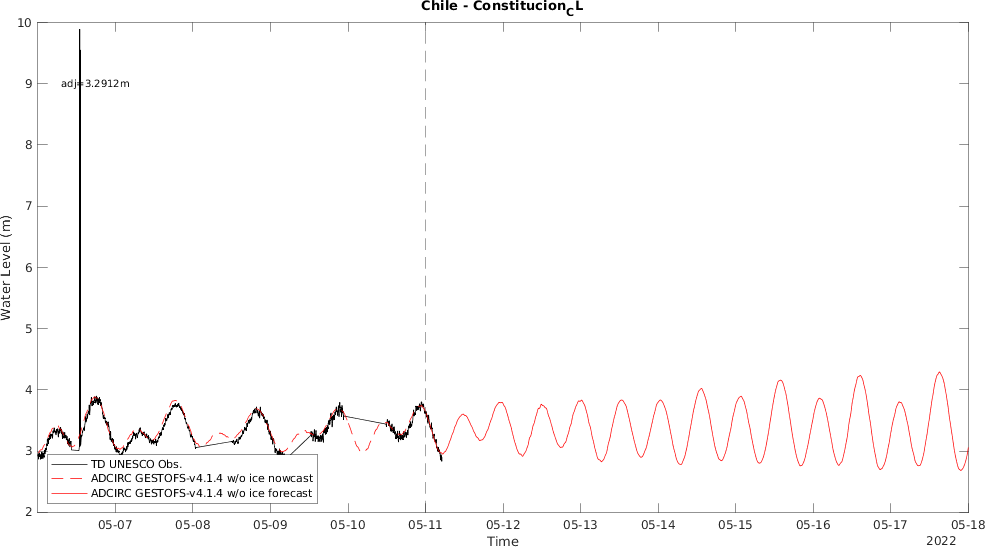 Chile - Constitucion_CL
10
9
8
7
6
5
4
3
2
Water Level (m)
adj=3.2912m
TD UNESCO Obs.
ADCIRC GESTOFS-v4.1.4 w/o ice nowcast
ADCIRC GESTOFS-v4.1.4 w/o ice forecast
05-07 05-08 05-09 05-10 05-11 05-12 05-13 05-14 05-15 05-16 05-17 05-18
Time
2022